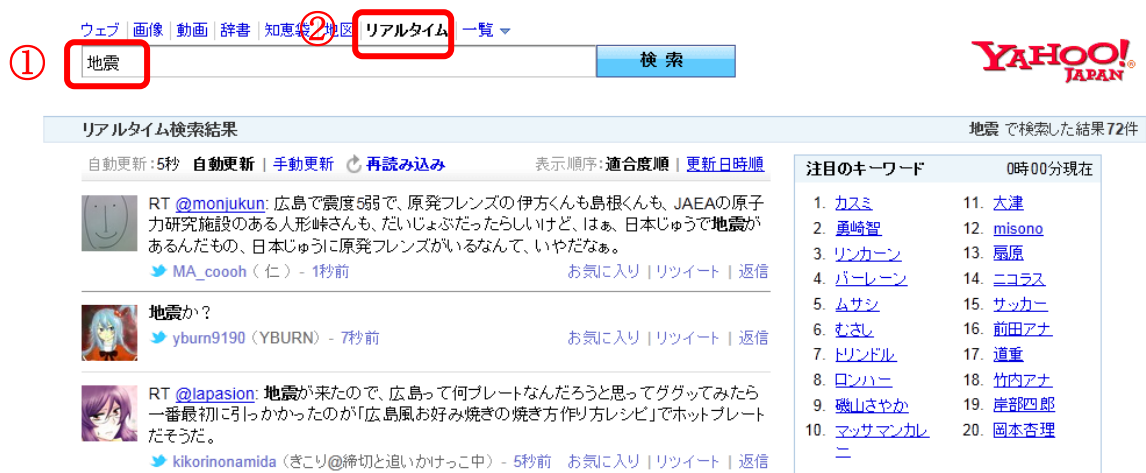 ウェブ 画像 動画 辞書 知恵袋 地図 リアルタイム 一覧
②
①
地震
検索
YAHOO! JAPAN
リアルタイム検索結果
地震 で検索した結果72件
自動更新:5秒 自動更新 | 手動更新 再読み込み
表示順序:適合度順 | 更新日時順
RT @monjukun: 広島で震度5弱で、原発フレンズの伊方くんも島根くんも、JAEAの原子
力研究施設のある人形峠さんも、だいじょぶだったらしいけど、はぁ、日本じゅうで地震が
あるんだもの、日本じゅうに原発フレンズがいるなんて、いやだなぁ。
MA_coooh(仁) - 1秒前 お気に入り | リツイート | 返信
地震か?
yburn9190(YBURN) - 7秒前 お気に入り | リツイート | 返信
RT @lapasion: 地震が来たので、広島って何プレートなんだろうと思ってググッてみたら
一番最初に引っかかったのが「広島風お好み焼きの焼き方作り方レシピ」でホットプレート
だそうだ。
kikorinonamida(きこり@締切と追いかけっこ中) - 5秒前 お気に入り | リツイート | 返信
注目のキーワード 0時00分現在
1. カスミ
2. 勇崎智
3. リンカーン
4. バーレーン
5. ムサシ
6. むさし
7. トリンドル
8. ロンハー
9. 磯山さやか
10. マッサマンカレ
ー
11. 大津
12. misono
13. 扇原
14. ニコラス
15. サッカー
16. 前田アナ
17. 道重
18. 竹内アナ
19. 岸部四郎
20. 岡本杏理